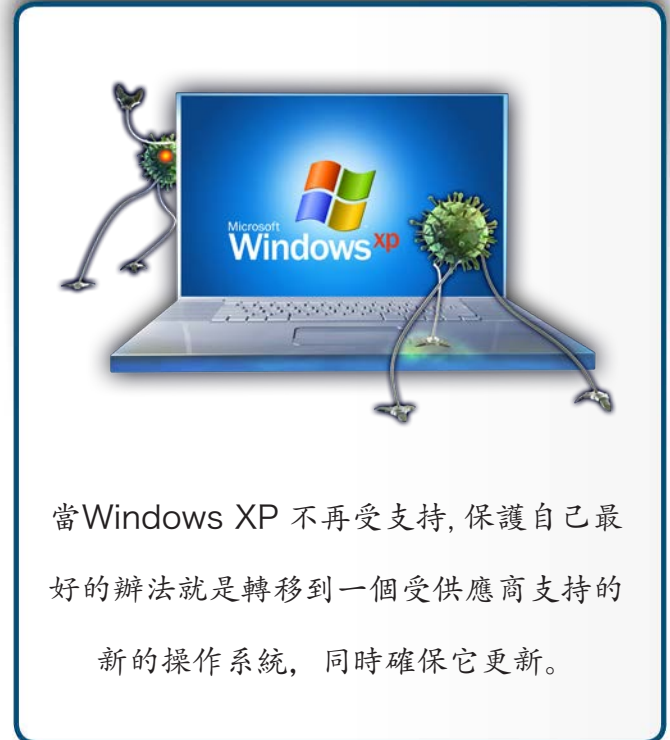 Microsoft
Windows xp
當Windows XP 不再受支持, 保護自己最
好的辦法就是轉移到一個受供應商支持的
新的操作系統, 同時確保它更新。